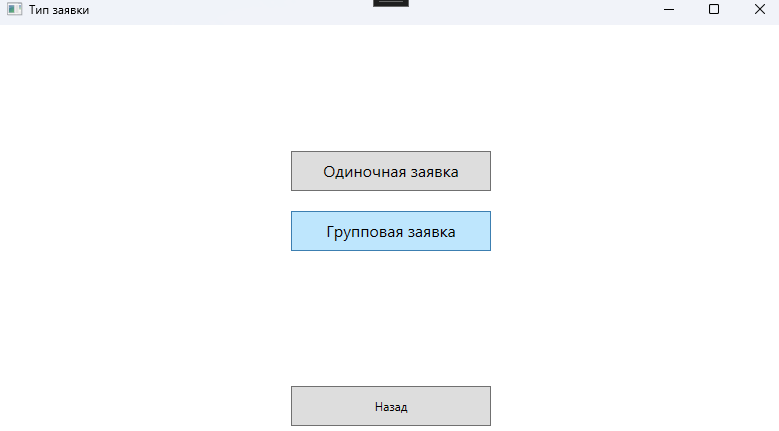 Тип заявки
Одиночная заявка
Групповая заявка
Назад